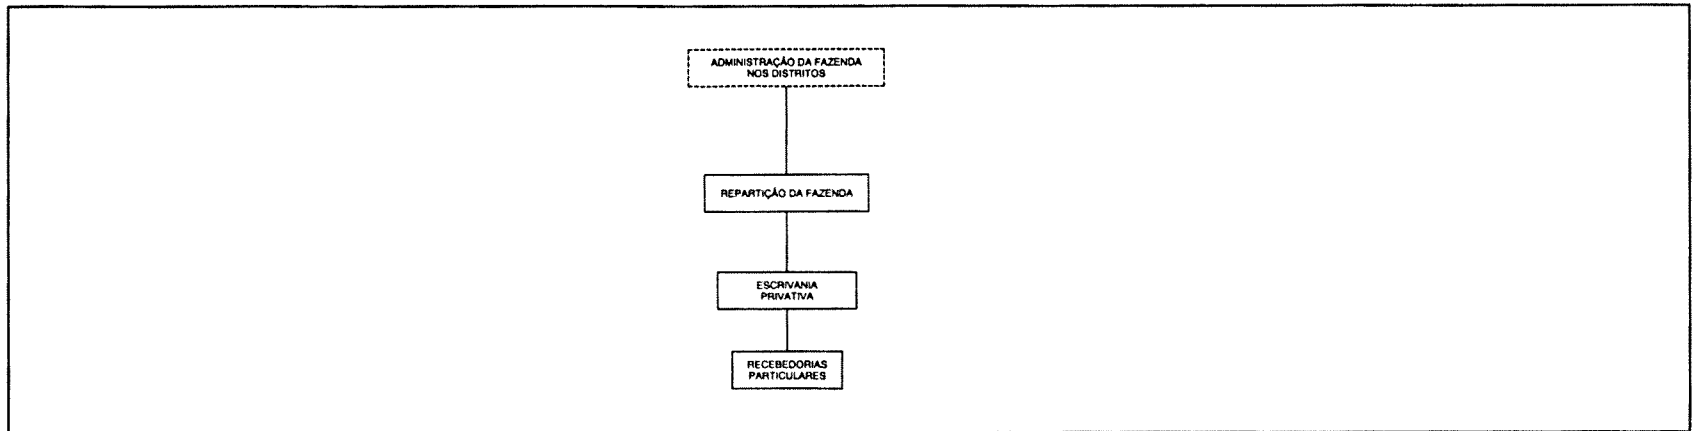 ADMINISTRAÇÃO DA FAZENDA
NOS DISTRITOS
REPARTIÇÃO DA FAZENDA
ESCRIVANIA
PRIVATIVA
RECEBEDORIAS
PARTICULARES